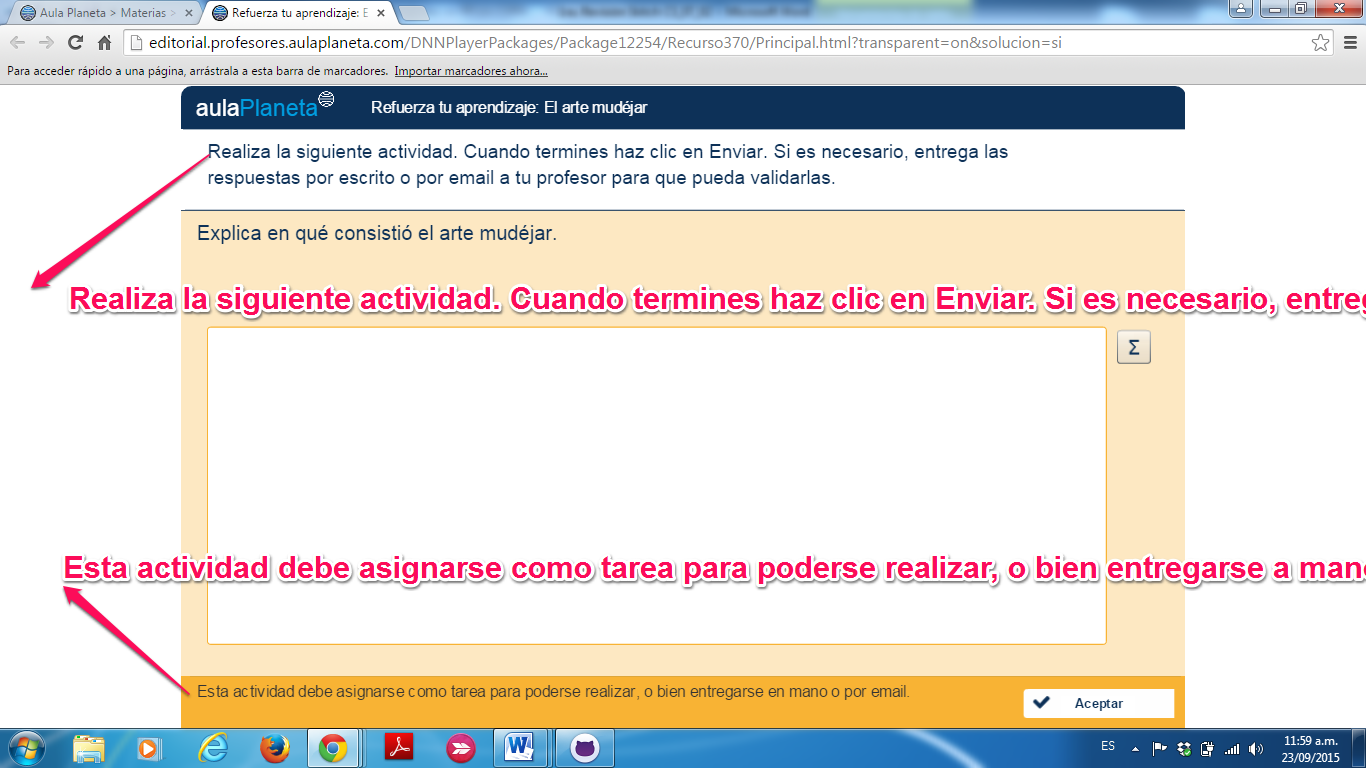 Aula Planeta > Materias >
Refuerza tu aprendizaje: E
editorial.profesores.aulaplaneta.com/DNNPlayerPackages/Package12254/Recurso370/Principal.html?transparent=on&solucion=si
Para acceder rápido a una página, arrástrala a esta barra de marcadores. Importar marcadores ahora...
aulaPlaneta Refuerza tu aprendizaje: El arte mudéjar
Realiza la siguiente actividad. Cuando termines haz clic en Enviar. Si es necesario, entrega las
respuestas por escrito o por email a tu profesor para que pueda validarlas.
Explica en qué consistió el arte mudéjar.
Realiza la siguiente actividad. Cuando termines haz clic en Enviar. Si es necesario, entreg
Σ
Esta actividad debe asignarse como tarea para poderse realizar, o bien entregarse a mano
Esta actividad debe asignarse como tarea para poderse realizar, o bien entregarse en mano o por email.
Aceptar
ES
11:59 a.m.
23/09/2015